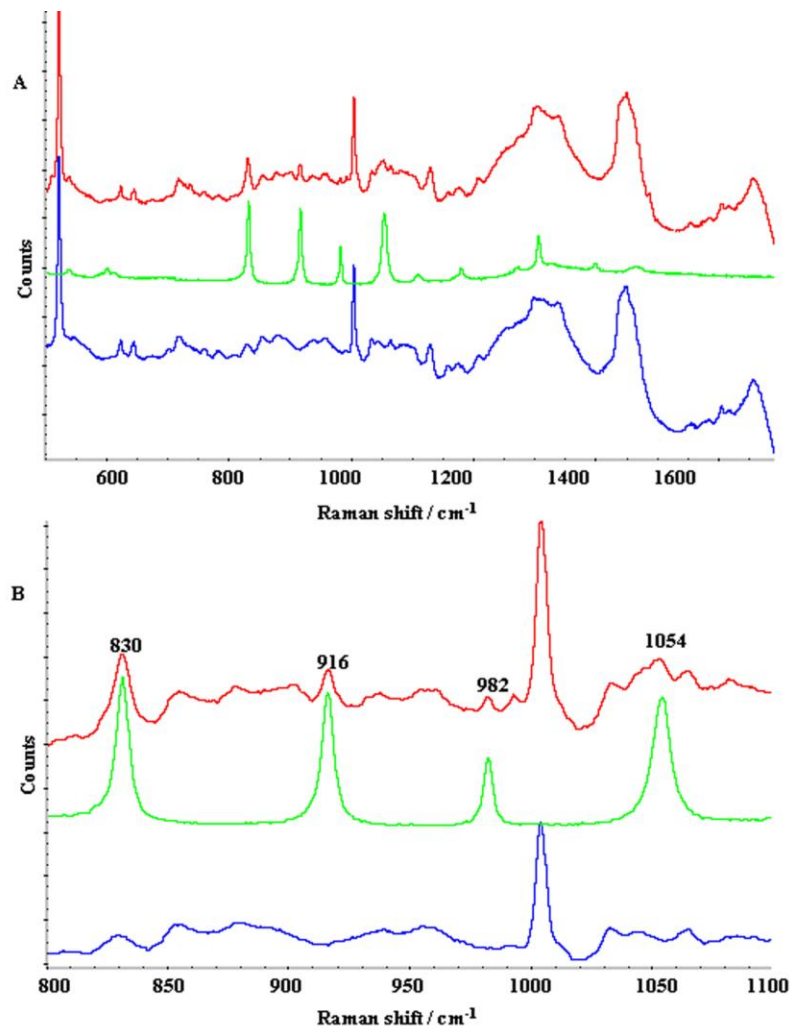 A
Counts
600 800 1000 1200 1400 1600
Raman shift / cm-1
B
830 916 982 1054
Counts
800 850 900 950 1000 1050 1100
Raman shift / cm-1